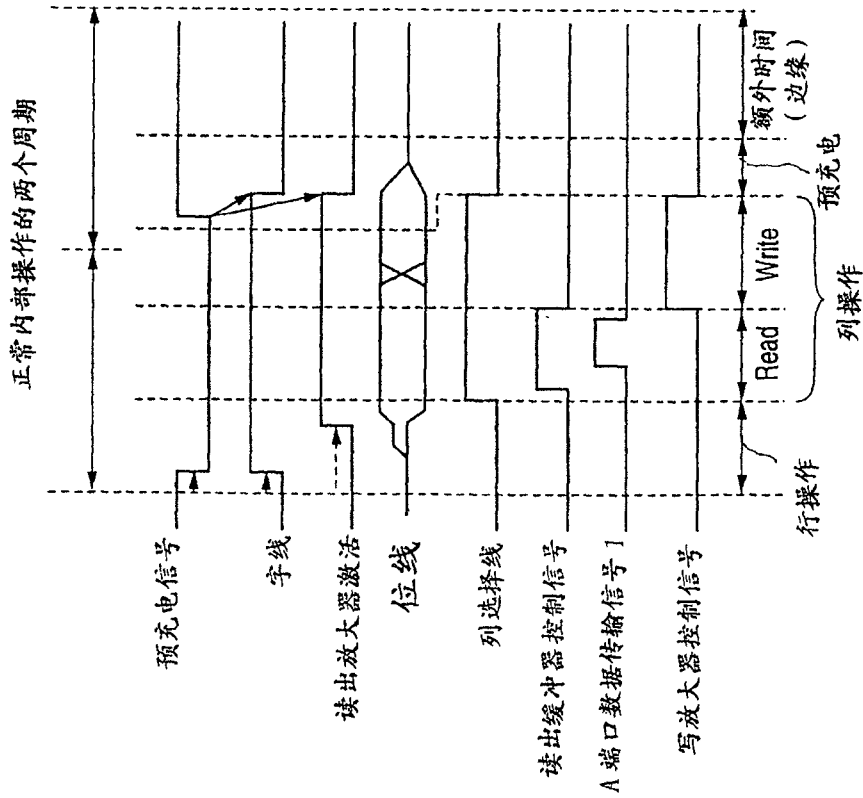 正常内部操作的两个周期
预充电信号
字线
读出放大器激活
位线
列选择线
读出缓冲器控制信号
A 端口数据传输信号 1
写放大器控制信号
行操作
Read
Write
列操作
预充电
额外时间
(边缘)